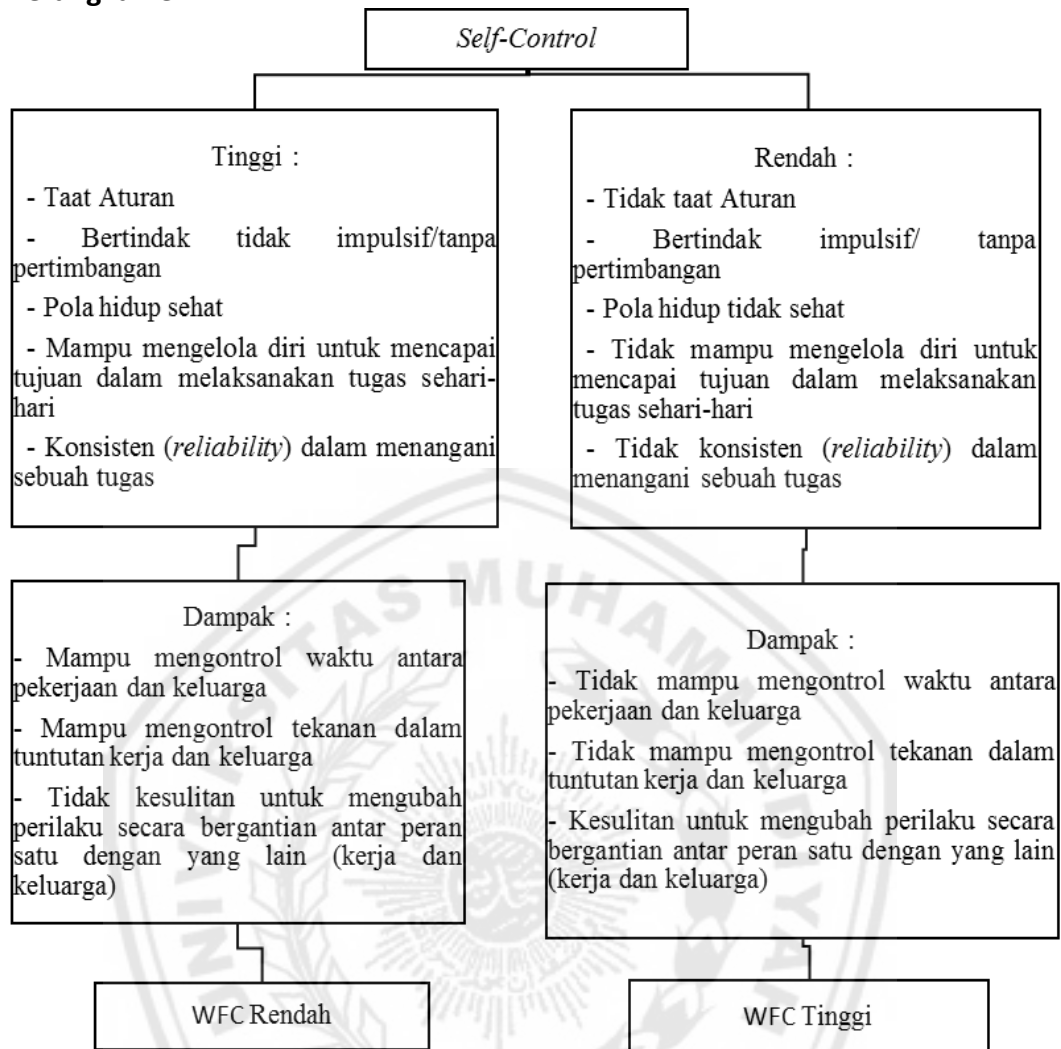 Self-Control
Tinggi :
- Taat Aturan
- Bertindak tidak impulsif/tanpa
pertimbangan
- Pola hidup sehat
- Mampu mengelola diri untuk mencapai
tujuan dalam melaksanakan tugas sehari-
hari
- Konsisten (reliability) dalam menangani
sebuah tugas
Rendah :
- Tidak taat Aturan
- Bertindak impulsif/ tanpa
pertimbangan
- Pola hidup tidak sehat
- Tidak mampu mengelola diri untuk
mencapai tujuan dalam melaksanakan
tugas sehari-hari
- Tidak konsisten (reliability) dalam
menangani sebuah tugas
Dampak :
- Mampu mengontrol waktu antara
pekerjaan dan keluarga
- Mampu mengontrol tekanan dalam
tuntutan kerja dan keluarga
- Tidak kesulitan untuk mengubah
perilaku secara bergantian antar peran
satu dengan yang lain (kerja dan
keluarga)
Dampak :
- Tidak mampu mengontrol waktu antara
pekerjaan dan keluarga
- Tidak mampu mengontrol tekanan dalam
tuntutan kerja dan keluarga
- Kesulitan untuk mengubah perilaku secara
bergantian antar peran satu dengan yang lain
(kerja dan keluarga)
WFC Rendah
WFC Tinggi